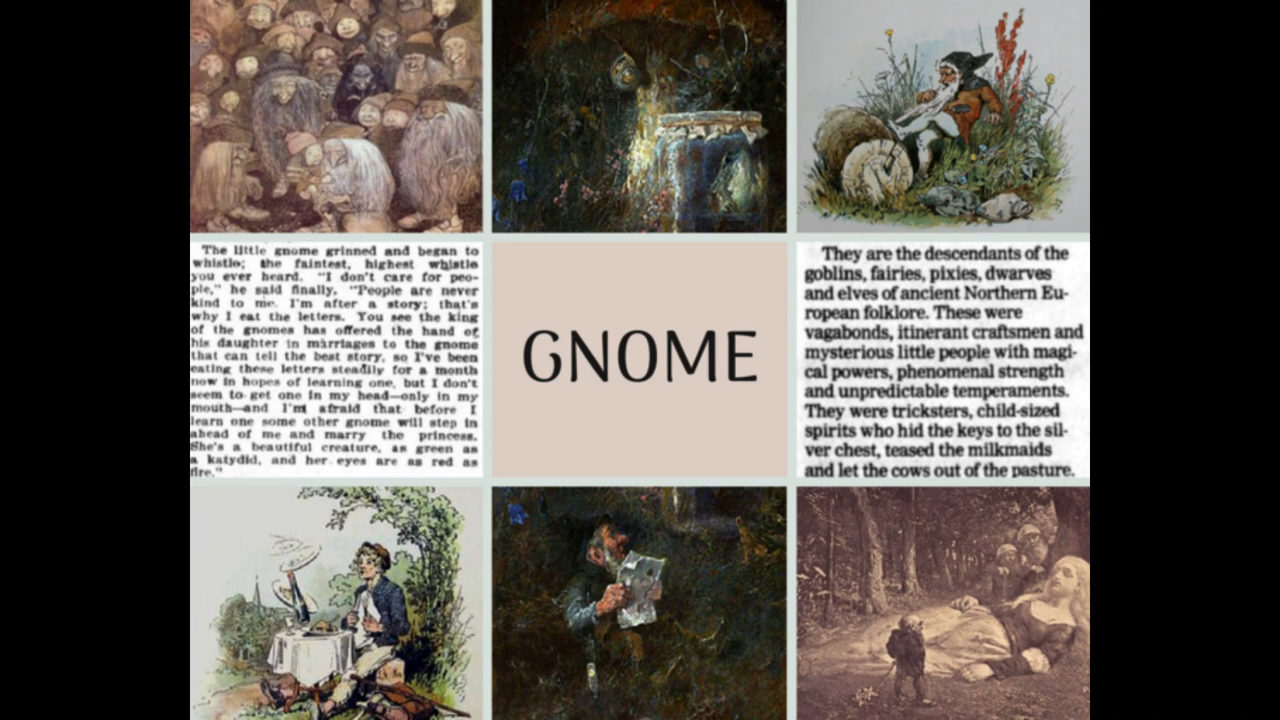 The little gnome grinned and began to
whistle; the faintest, highest whistle
you ever heard. "I don't care for peo-
ple," he said finally. "People are never
kind to me. I'm after a story; that's
why I eat the letters. You see the king
of the gnomes has offered the hand of
his daughter in marriages to the gnome
that can tell the best story, so I've been
eating these letters steadily for a month
now in hopes of learning one, but I don't
seem to get one in my head—only in my
mouth—and I'm afraid that before I
learn one some other gnome will step in
ahead of me and marry the princess.
She's a beautiful creature, as green as
a katydid, and her eyes are as red as
fire."
GNOME
They are the descendants of the
goblins, fairies, pixies, dwarves
and elves of ancient Northern Eu-
ropean folklore. These were
vagabonds, itinerant craftsmen and
mysterious little people with magi-
cal powers, phenomenal strength
and unpredictable temperaments.
They were tricksters, child-sized
spirits who hid the keys to the sil-
ver chest, teased the milkmaids
and let the cows out of the pasture.